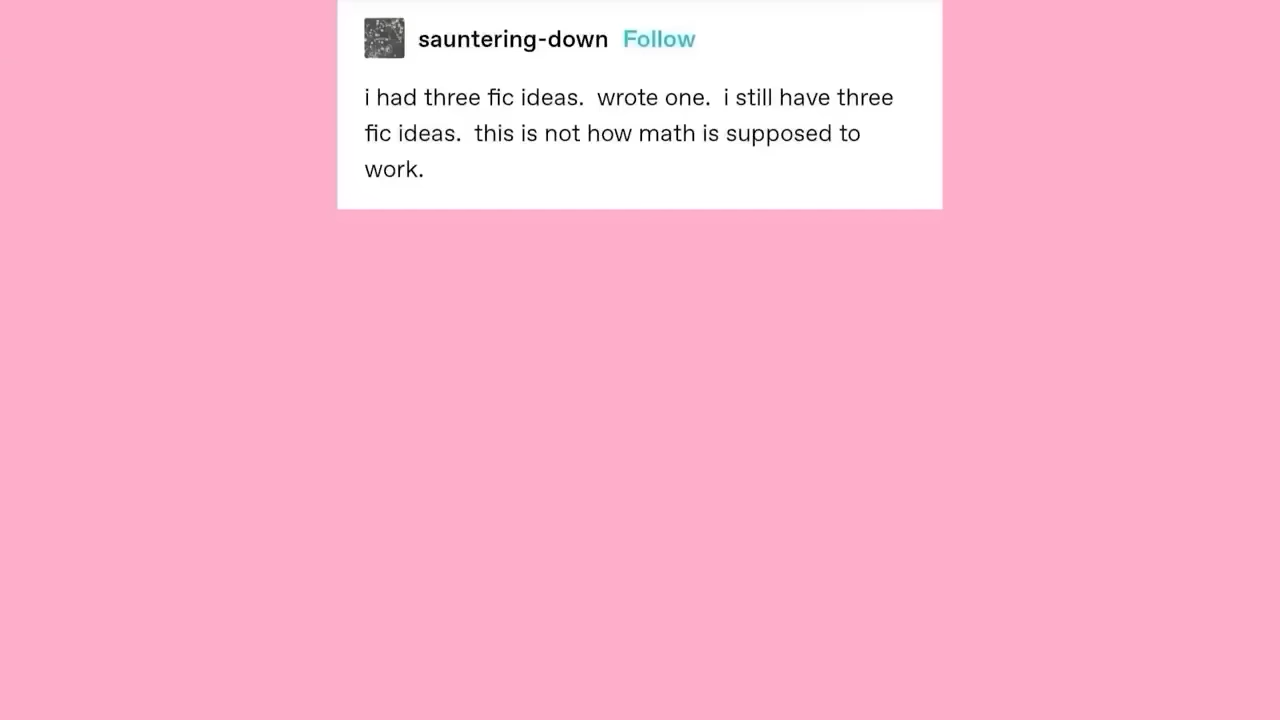 sauntering-down Follow
i had three fic ideas.  wrote one.  i still have three
fic ideas.  this is not how math is supposed to
work.